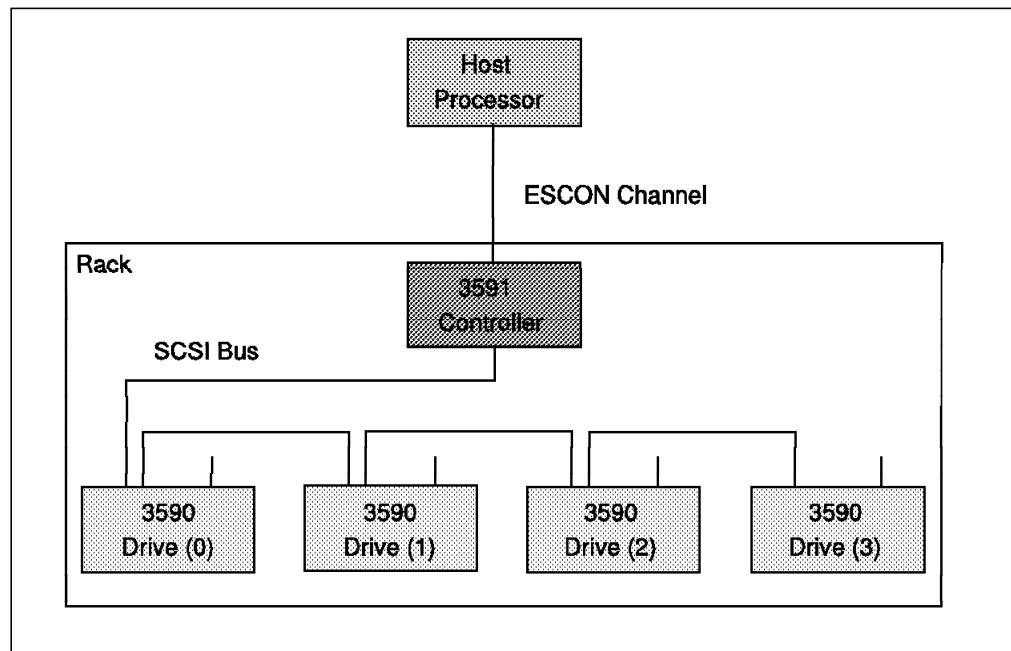 Host
Processor
ESCON Channel
Rack
3591
Controller
SCSI Bus
3590
Drive (0)
3590
Drive (1)
3590
Drive (2)
3590
Drive (3)